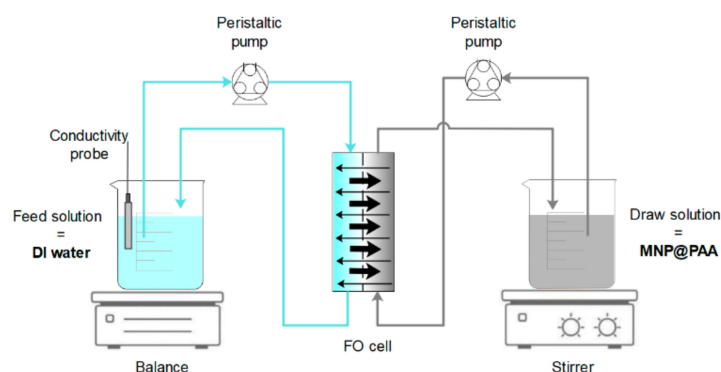 Peristaltic
pump
Peristaltic
pump
Conductivity
probe
Feed solution
=
DI water
Draw solution
=
MNP@PAA
FO cell
Balance
Stirrer